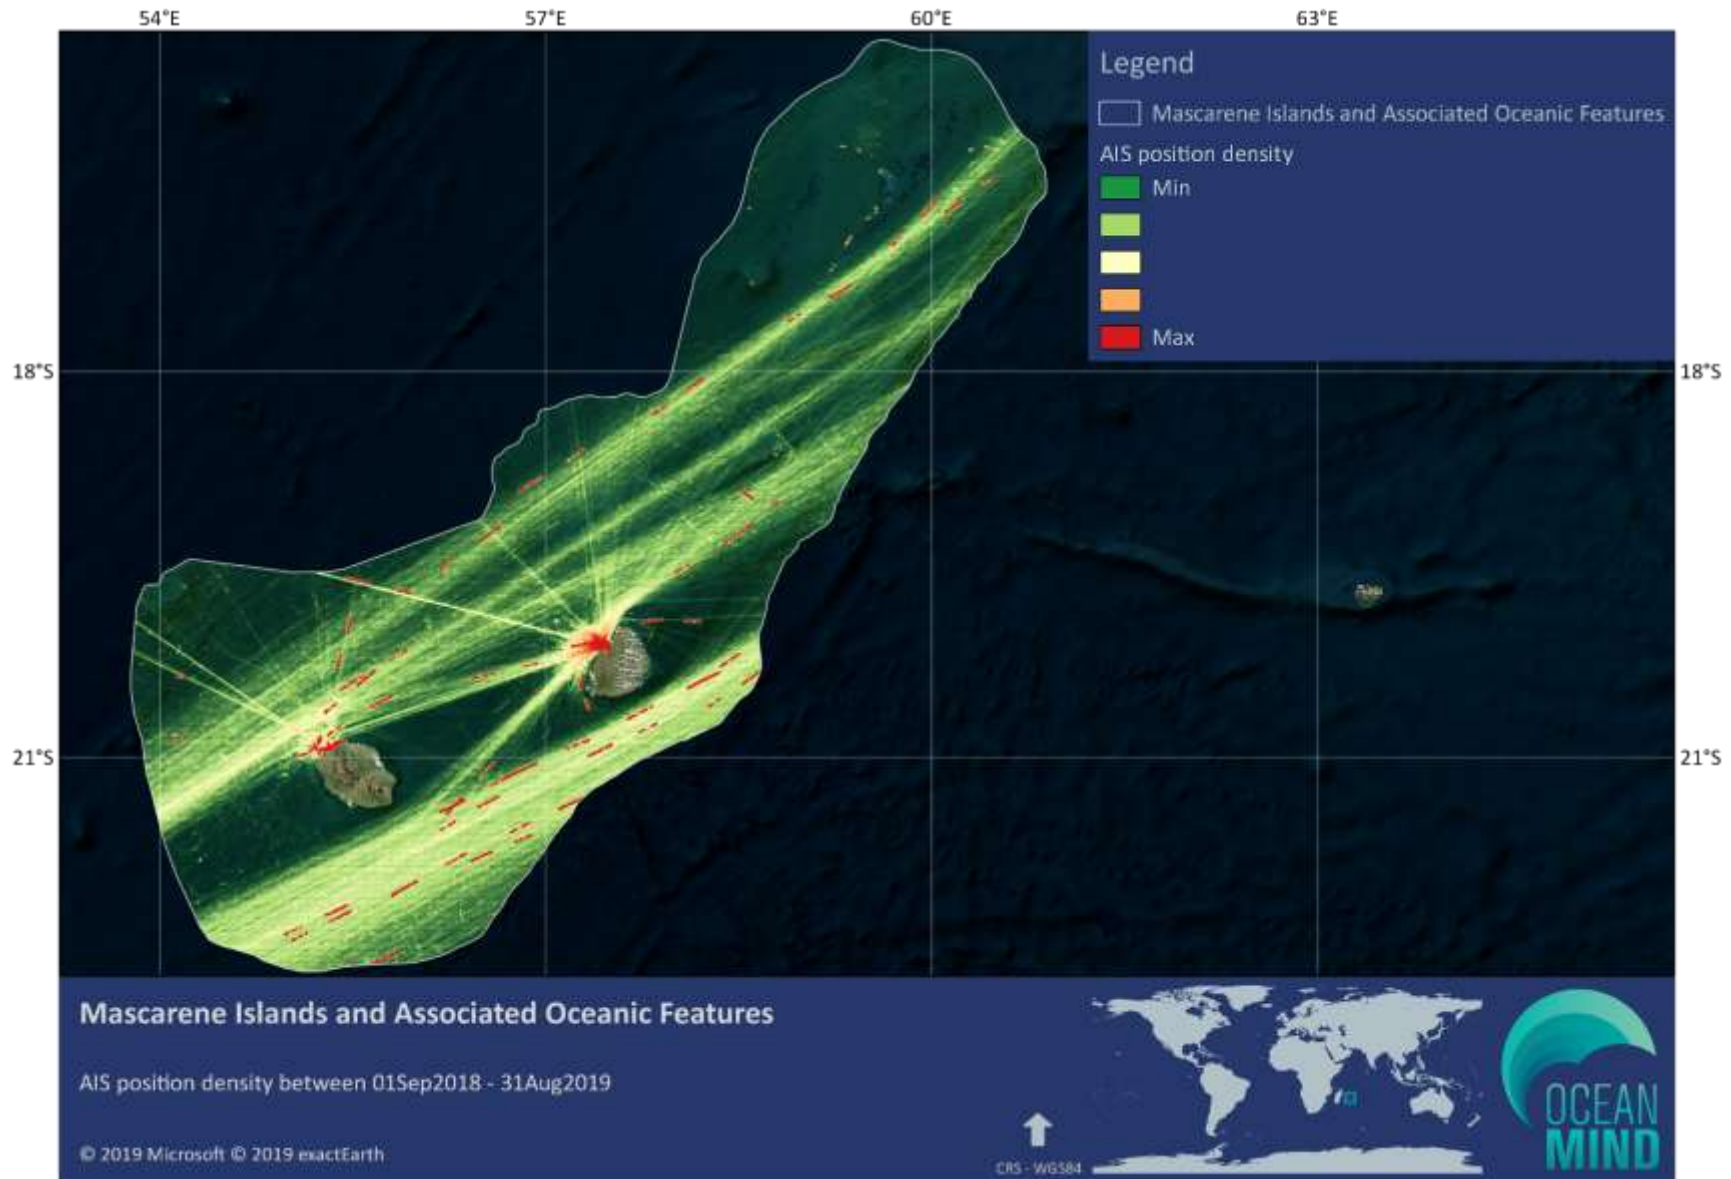 54°E 57°E 60°E 63°E
Legend
Mascarene Islands and Associated Oceanic Features
AIS position density
Min
Max
18°S 18°S
21°S 21°S
Mascarene Islands and Associated Oceanic Features
AIS position density between 01Sep2018 - 31Aug2019
© 2019 Microsoft © 2019 exactEarth
CRS - WGS84
OCEAN
MIND